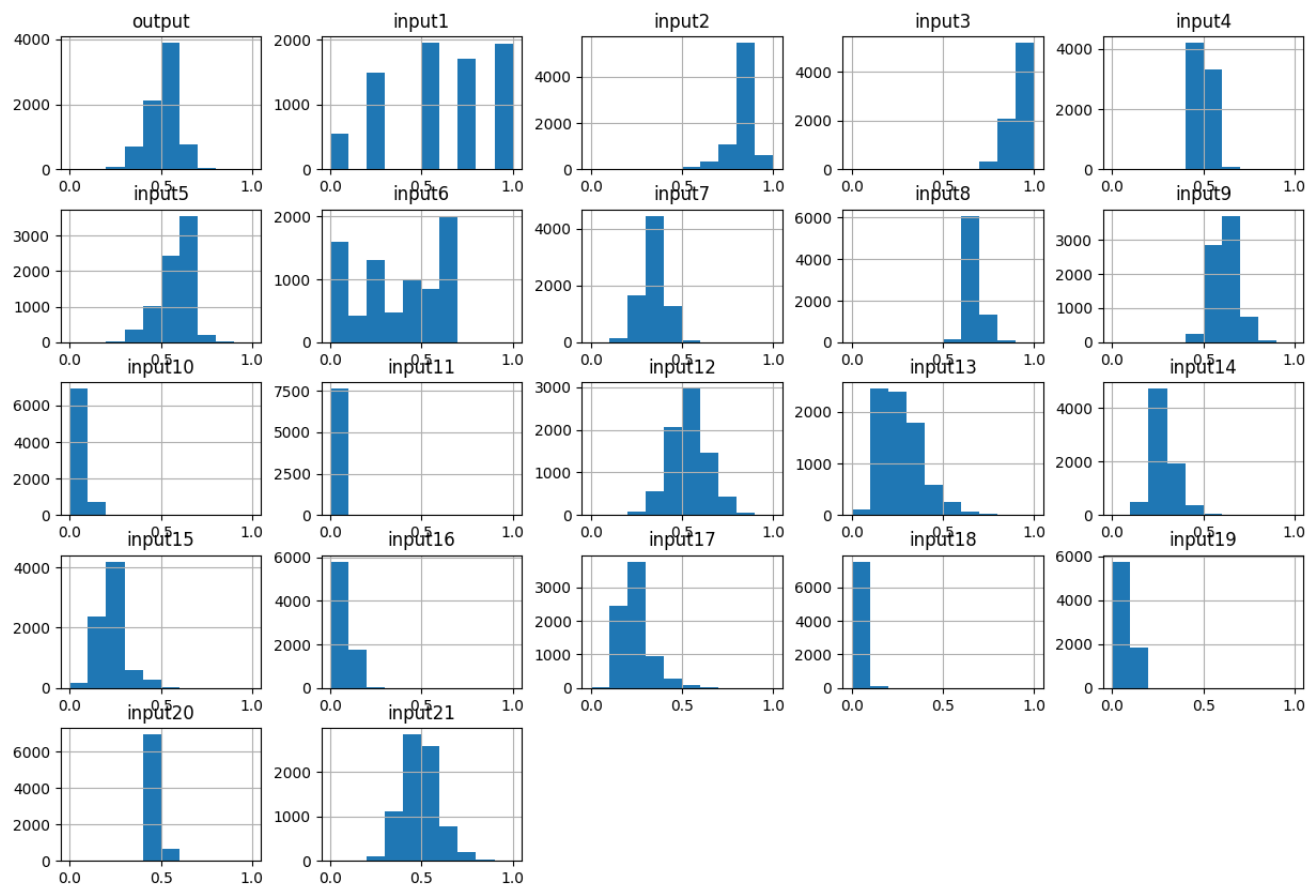 output input1 input2 input3 input4
4000 2000 0 0.0 0.5 1.0
2000 1000 0 0.0 0.5 1.0
4000 2000 0 0.0 0.5 1.0
4000 2000 0 0.0 0.5 1.0
4000 2000 0 0.0 0.5 1.0
input5 input6 input7 input8 input9
3000 2000 1000 0 0.0 0.5 1.0
2000 1000 0 0.0 0.5 1.0
4000 2000 0 0.0 0.5 1.0
6000 4000 2000 0 0.0 0.5 1.0
3000 2000 1000 0 0.0 0.5 1.0
input10 input11 input12 input13 input14
6000 4000 2000 0 0.0 0.5 1.0
7500 5000 2500 0 0.0 0.5 1.0
3000 2000 1000 0 0.0 0.5 1.0
2000 1000 0 0.0 0.5 1.0
4000 2000 0 0.0 0.5 1.0
input15 input16 input17 input18 input19
4000 2000 0 0.0 0.5 1.0
6000 4000 2000 0 0.0 0.5 1.0
3000 2000 1000 0 0.0 0.5 1.0
6000 4000 2000 0 0.0 0.5 1.0
6000 4000 2000 0 0.0 0.5 1.0
input20 input21
6000 4000 2000 0 0.0 0.5 1.0
2000 1000 0 0.0 0.5 1.0